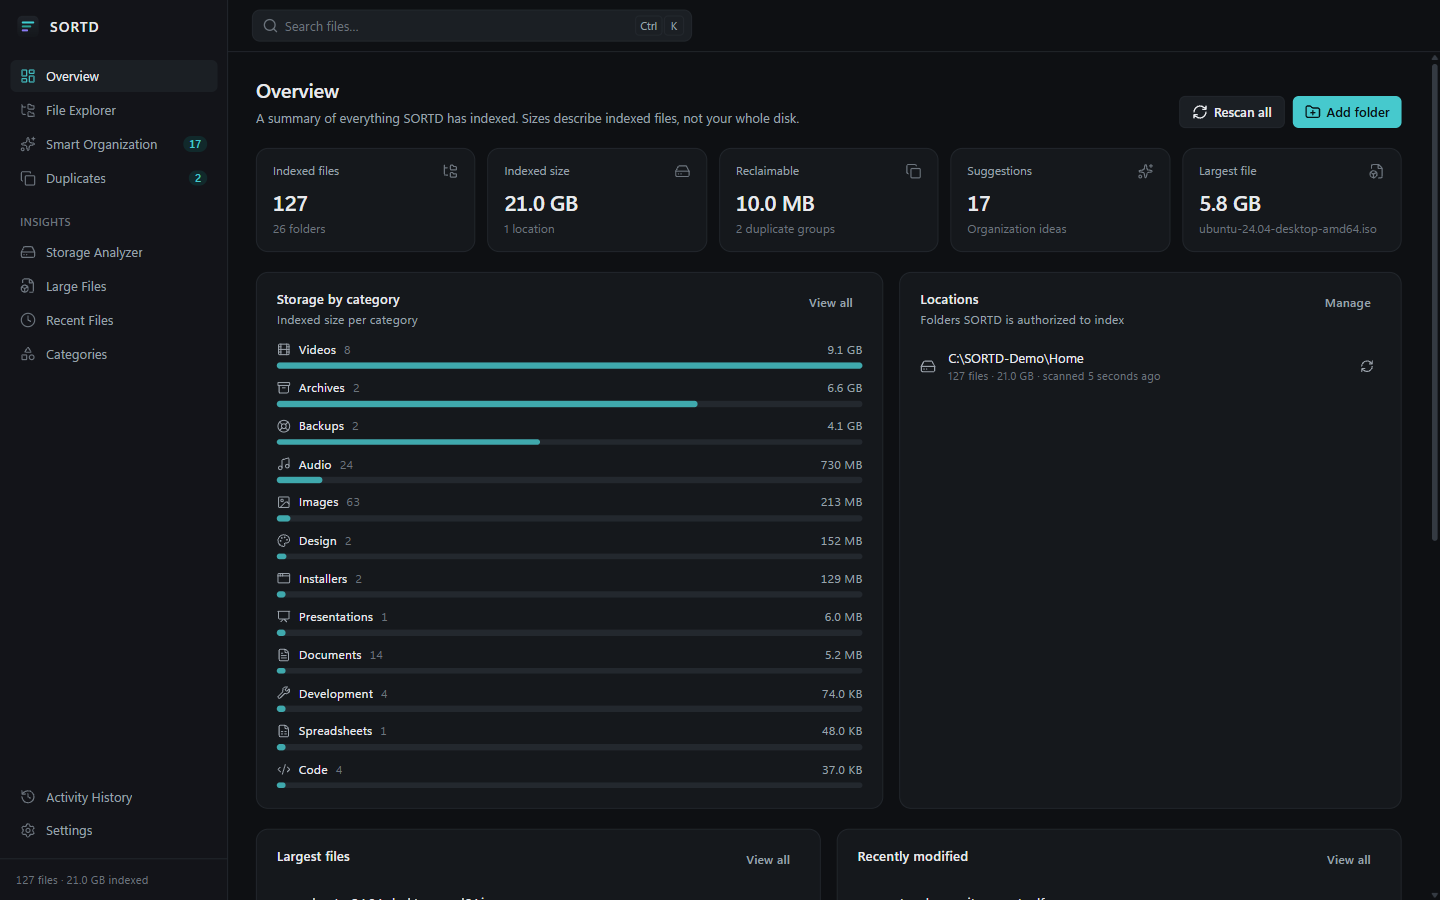 SORTD
Search files...
Ctrl K
Overview
File Explorer
Smart Organization 17
Duplicates 2
INSIGHTS
Storage Analyzer
Large Files
Recent Files
Categories
Activity History
Settings
127 files · 21.0 GB indexed
Overview
A summary of everything SORTD has indexed. Sizes describe indexed files, not your whole disk.
Rescan all
Add folder
Indexed files
127
26 folders
Indexed size
21.0 GB
1 location
Reclaimable
10.0 MB
2 duplicate groups
Suggestions
17
Organization ideas
Largest file
5.8 GB
ubuntu-24.04-desktop-amd64.iso
Storage by category
View all
Indexed size per category
Videos 8 9.1 GB
Archives 2 6.6 GB
Backups 2 4.1 GB
Audio 24 730 MB
Images 63 213 MB
Design 2 152 MB
Installers 2 129 MB
Presentations 1 6.0 MB
Documents 14 5.2 MB
Development 4 74.0 KB
Spreadsheets 1 48.0 KB
Code 4 37.0 KB
Locations
Manage
Folders SORTD is authorized to index
C:\SORTD-Demo\Home
127 files · 21.0 GB · scanned 5 seconds ago
Largest files
View all
Recently modified
View all